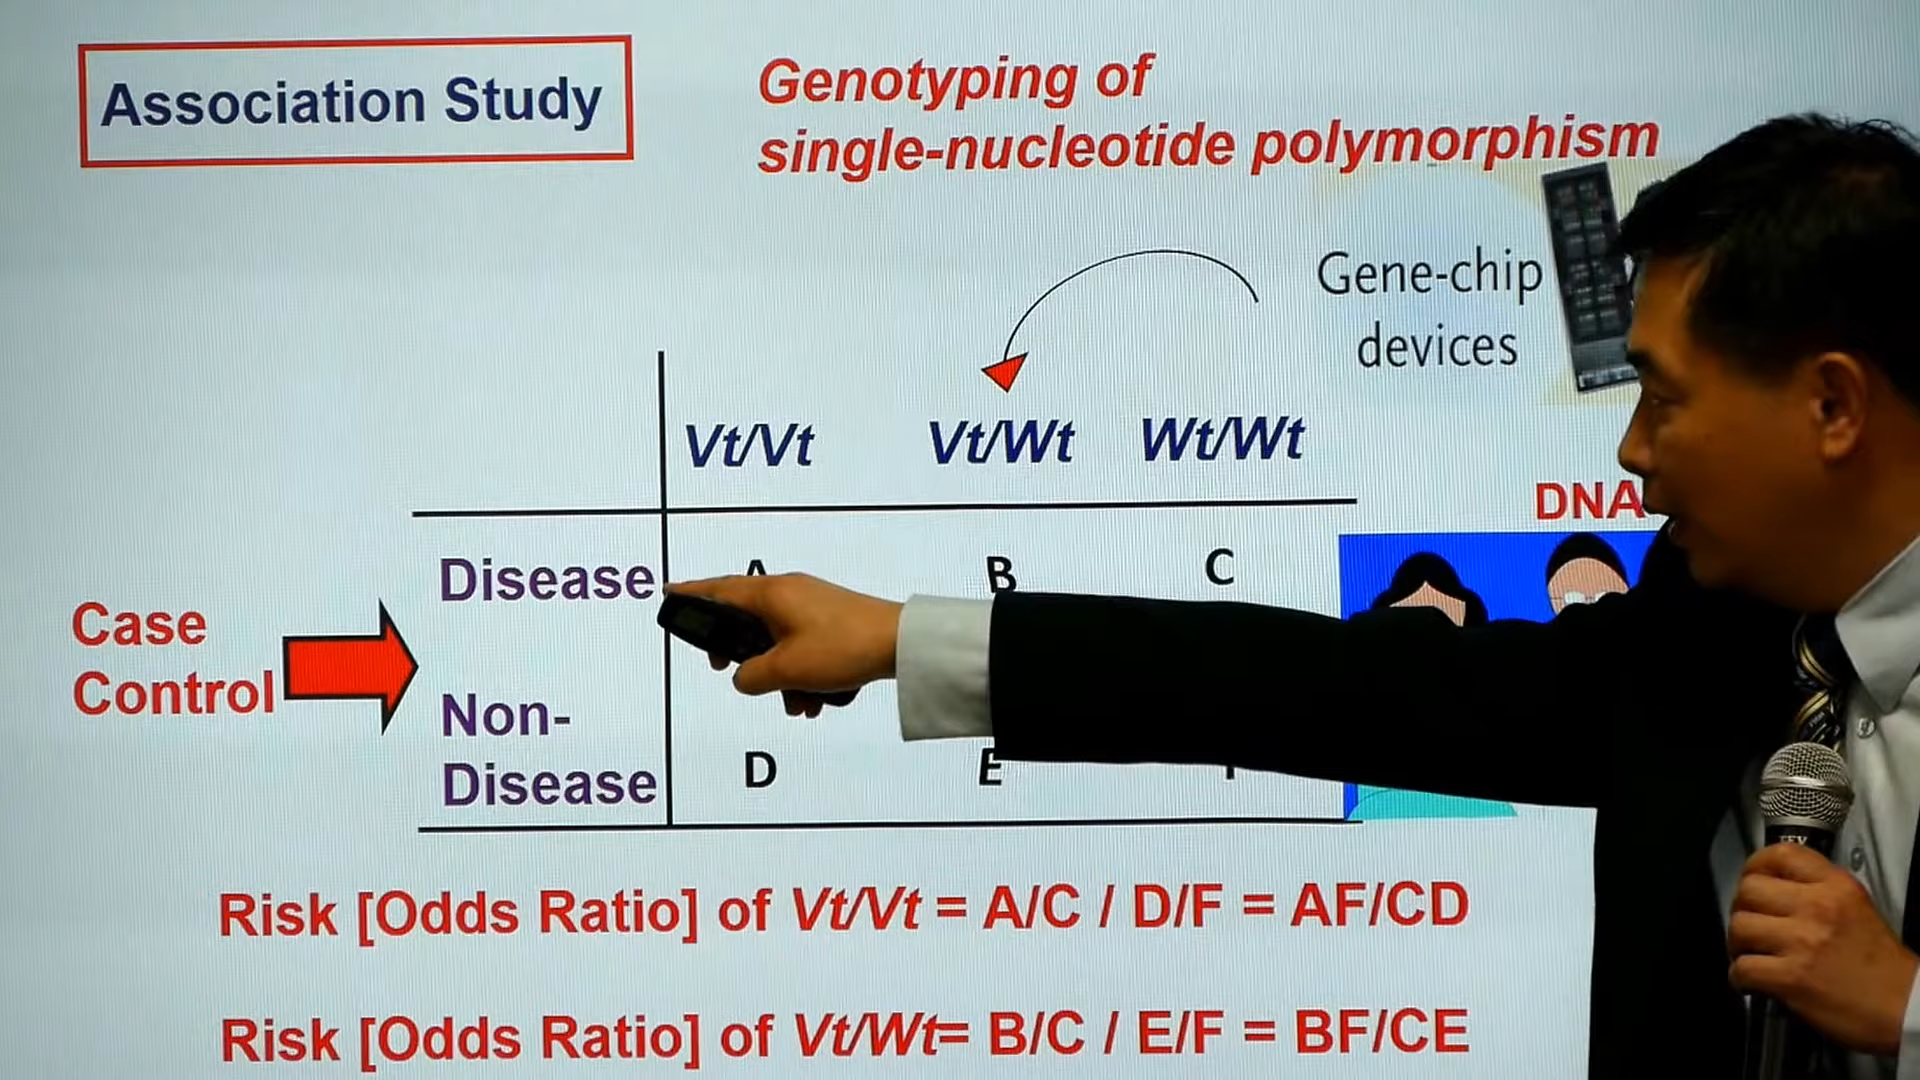 Association Study
Genotyping of
single-nucleotide polymorphism
Gene-chip
devices
Vt/Vt Vt/Wt Wt/Wt
DNA
Disease A B C
Case
Control
Non-
Disease D E
Risk [Odds Ratio] of Vt/Vt = A/C / D/F = AF/CD
Risk [Odds Ratio] of Vt/Wt= B/C / E/F = BF/CE